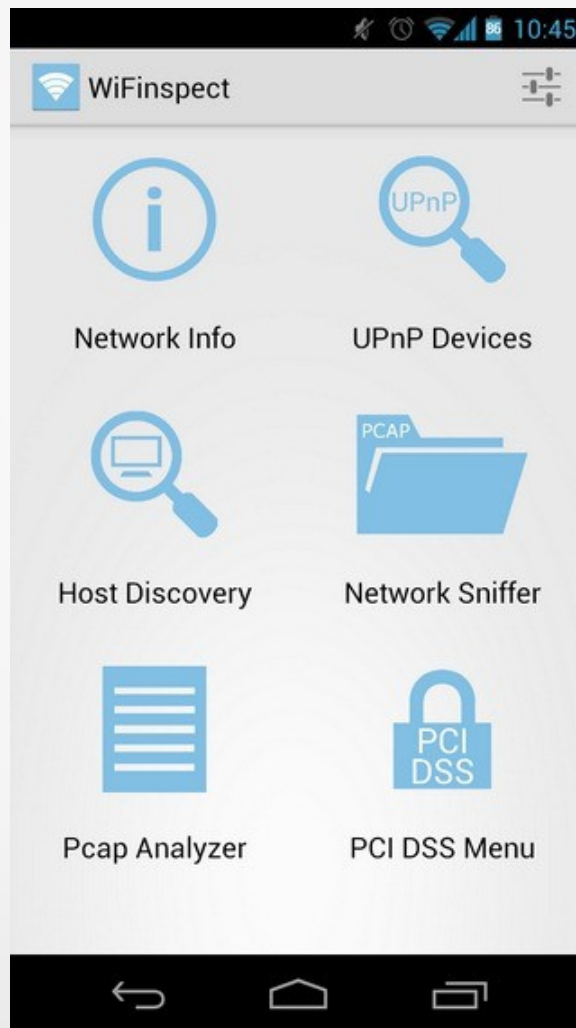 86 10:45
WiFinspect
UPnP
Network Info UPnP Devices
PCAP
Host Discovery Network Sniffer
PCI
DSS
Pcap Analyzer PCI DSS Menu